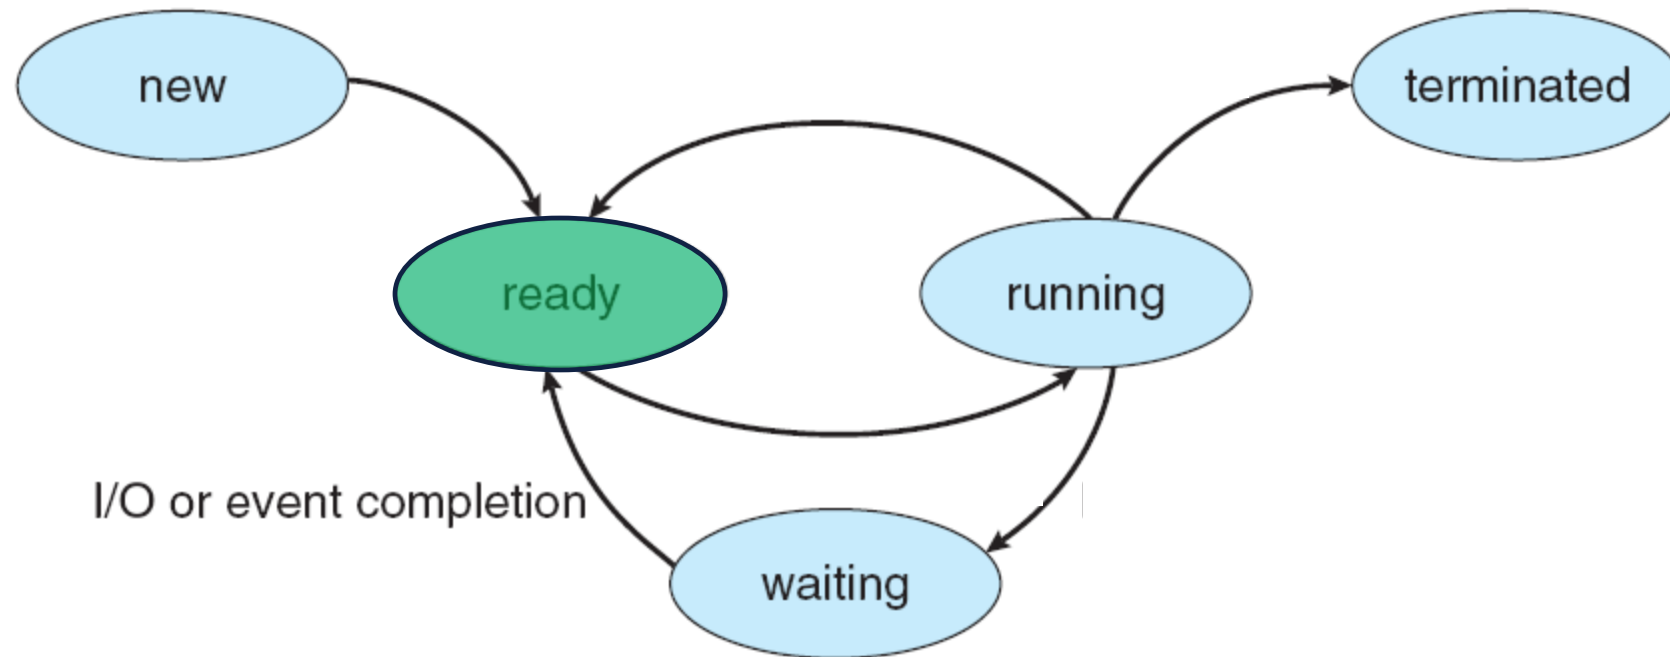 new
terminated
ready
running
I/O or event completion
waiting